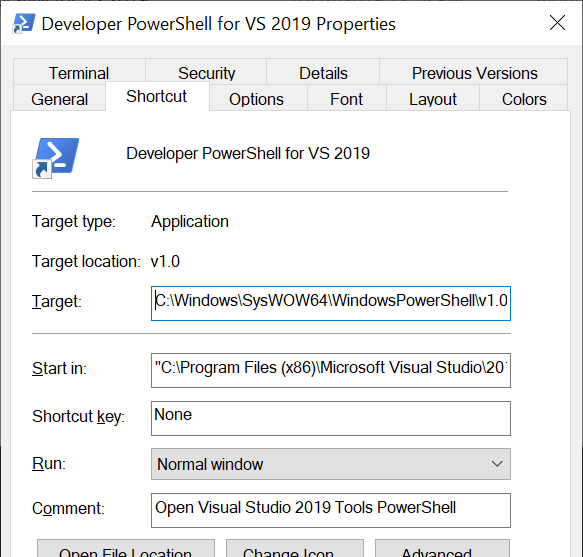 Developer PowerShell for VS 2019 Properties
Terminal Security Details Previous Versions
General Shortcut Options Font Layout Colors
Developer PowerShell for VS 2019
Target type: Application
Target location: v1.0
Target: C:\Windows\SysWOW64\WindowsPowerShell\v1.0
Start in: "C:\Program Files (x86)\Microsoft Visual Studio\20
Shortcut key: None
Run: Normal window
Comment: Open Visual Studio 2019 Tools PowerShell
Open File Location Change Icon... Advanced...